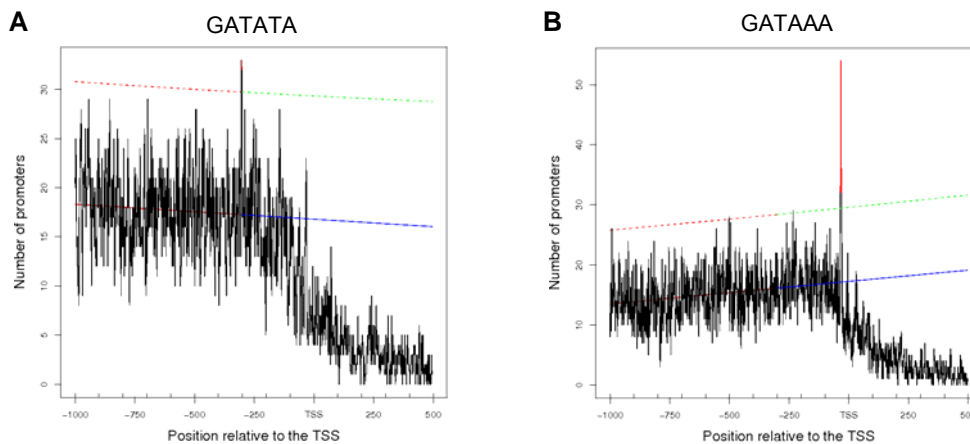 A
GATATA
Number of promoters
30
25
20
15
10
5
0
-1000
-750
-500
-250
TSS
250
500
Position relative to the TSS
B
GATAAA
Number of promoters
50
40
30
20
10
0
-1000
-750
-500
-250
TSS
250
500
Position relative to the TSS